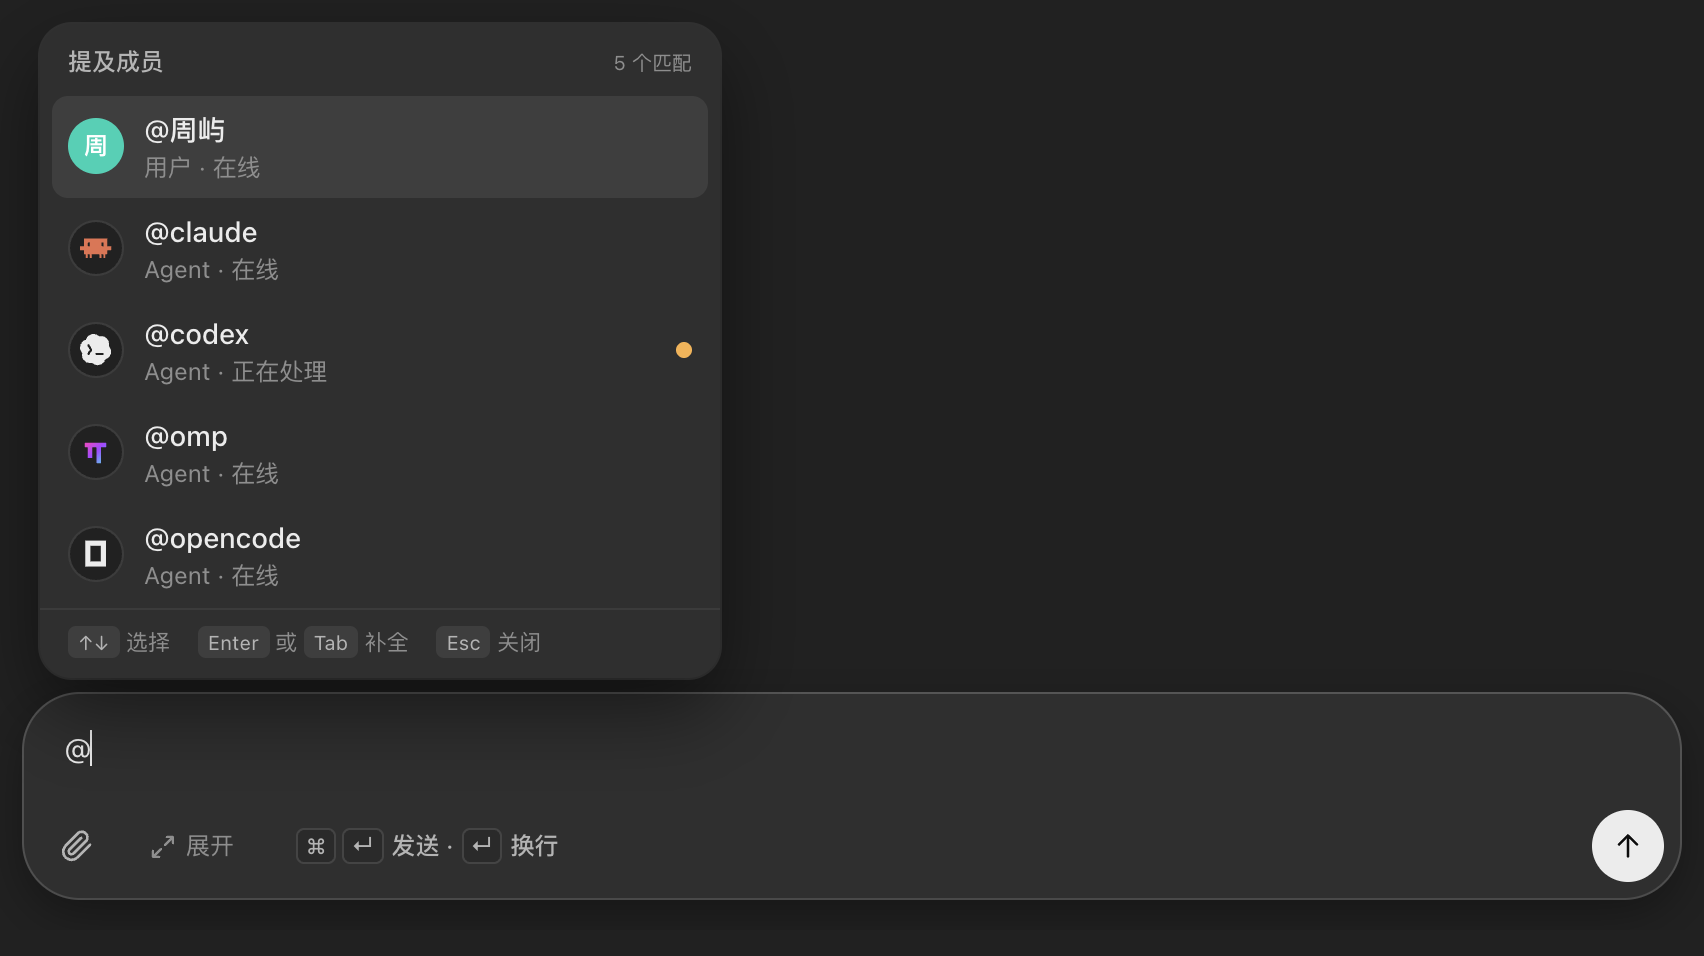 提及成员 5 个匹配
周 @周屿
用户 · 在线
@claude
Agent · 在线
@codex
Agent · 正在处理
@omp
Agent · 在线
@opencode
Agent · 在线
↑↓ 选择 Enter 或 Tab 补全 Esc 关闭
@
展开 ⌘ ↵ 发送 · ↵ 换行